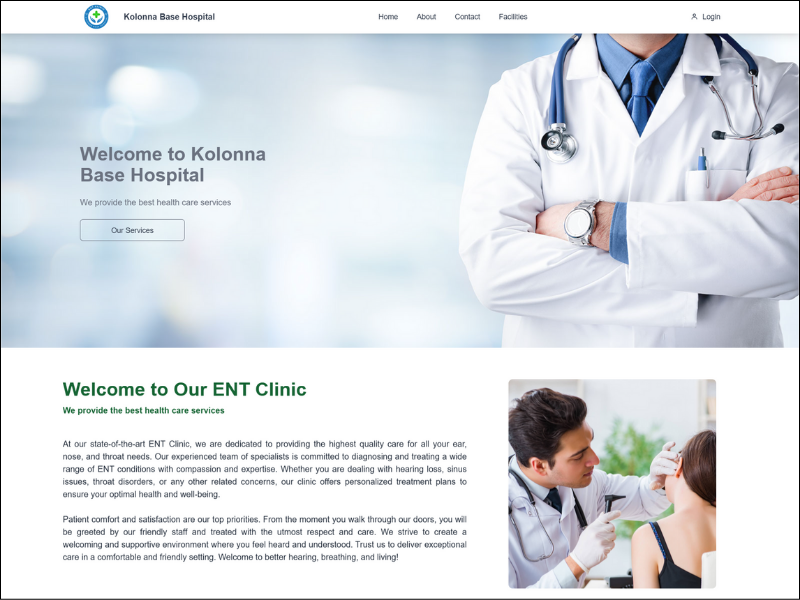 Kolonna Base Hospital
Home About Contact Facilities Login
Welcome to Kolonna
Base Hospital
We provide the best health care services
Our Services
Welcome to Our ENT Clinic
We provide the best health care services
At our state-of-the-art ENT Clinic, we are dedicated to providing the highest quality care for all your ear,
nose, and throat needs. Our experienced team of specialists is committed to diagnosing and treating a wide
range of ENT conditions with compassion and expertise. Whether you are dealing with hearing loss, sinus
issues, throat disorders, or any other related concerns, our clinic offers personalized treatment plans to
ensure your optimal health and well-being.
Patient comfort and satisfaction are our top priorities. From the moment you walk through our doors, you will
be greeted by our friendly staff and treated with the utmost respect and care. We strive to create a
welcoming and supportive environment where you feel heard and understood. Trust us to deliver exceptional
care in a comfortable and friendly setting. Welcome to better hearing, breathing, and living!